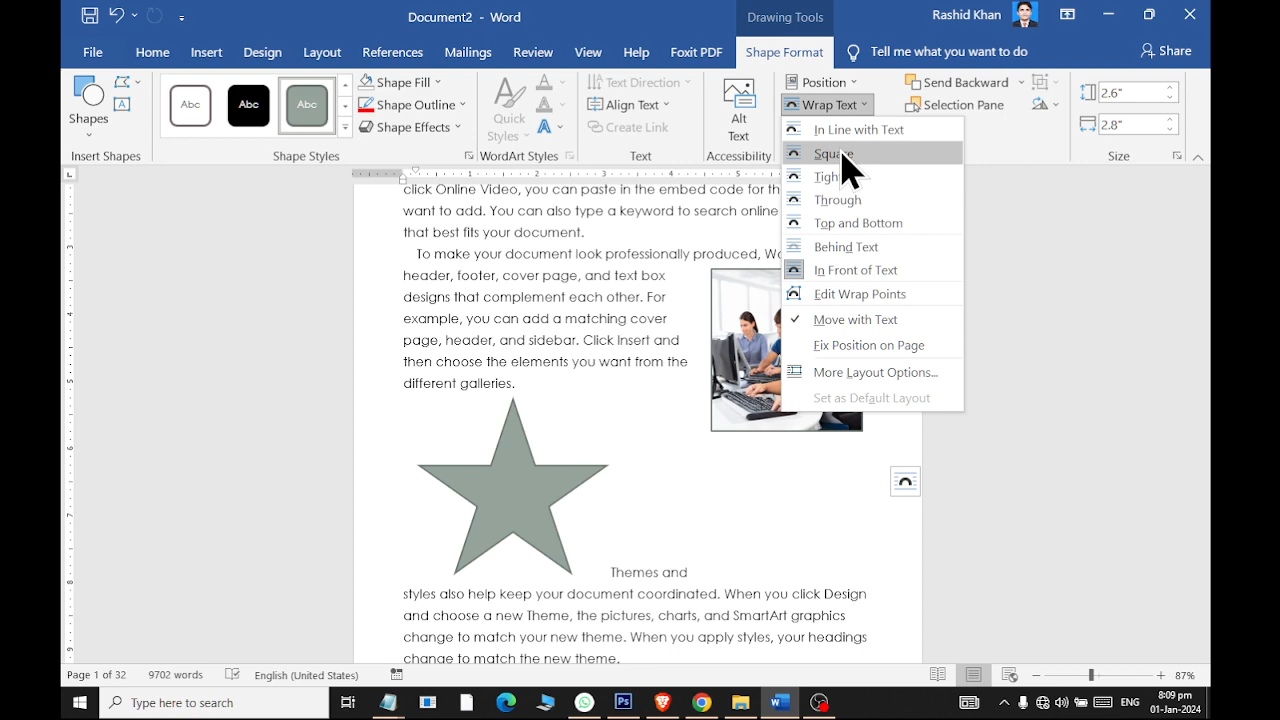 Document2 - Word
Drawing Tools
Rashid Khan
File
Home
Insert
Design
Layout
References
Mailings
Review
View
Help
Foxit PDF
Shape Format
Tell me what you want to do
Share
Shapes
Insert Shapes
Abc
Abc
Abc
Shape Fill
Shape Outline
Shape Effects
Shape Styles
Quick
Styles
WordArt Styles
Text Direction
Align Text
Create Link
Text
Alt
Text
Accessibility
Position
Wrap Text
Send Backward
Selection Pane
2.6"
2.8"
Size
In Line with Text
Square
Through
Top and Bottom
Behind Text
In Front of Text
Edit Wrap Points
Move with Text
Fix Position on Page
More Layout Options...
Set as Default Layout
click Online Video, you can paste in the embed code for th
want to add. You can also type a keyword to search online
that best fits your document.
To make your document look professionally produced, Wo
header, footer, cover page, and text box
designs that complement each other. For
example, you can add a matching cover
page, header, and sidebar. Click Insert and
then choose the elements you want from the
different galleries.
Themes and
styles also help keep your document coordinated. When you click Design
and choose a new Theme, the pictures, charts, and SmartArt graphics
change to match your new theme. When you apply styles, your headings
change to match the new theme.
Page 1 of 32
9702 words
English (United States)
87%
Type here to search
ENG
8:09 pm
01-Jan-2024